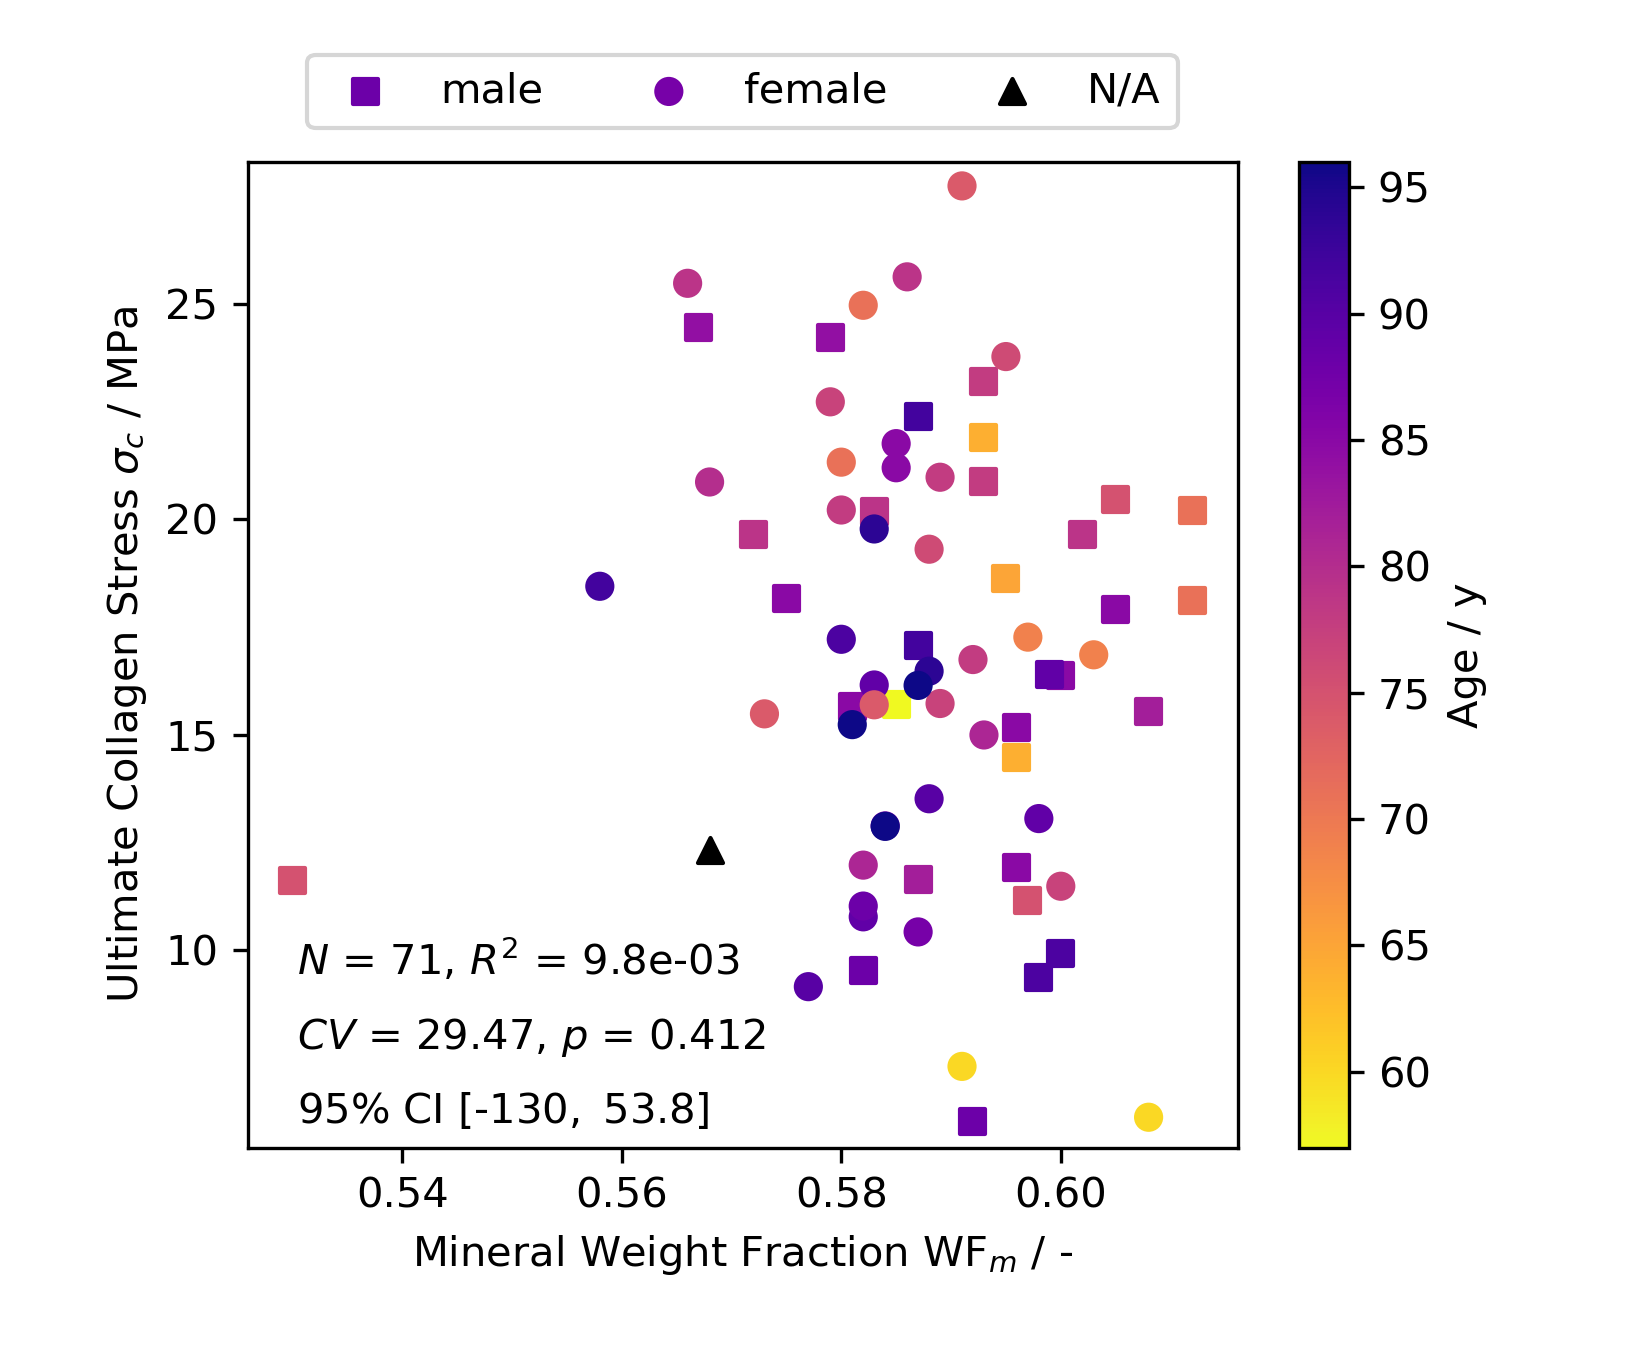 male female N/A
25
20
15
10
Ultimate Collagen Stress σc / MPa
N = 71, R² = 9.8e-03
CV = 29.47, p = 0.412
95% CI [-130, 53.8]
0.54 0.56 0.58 0.60
Mineral Weight Fraction WFm / -
95
90
85
80
75
70
65
60
Age / y